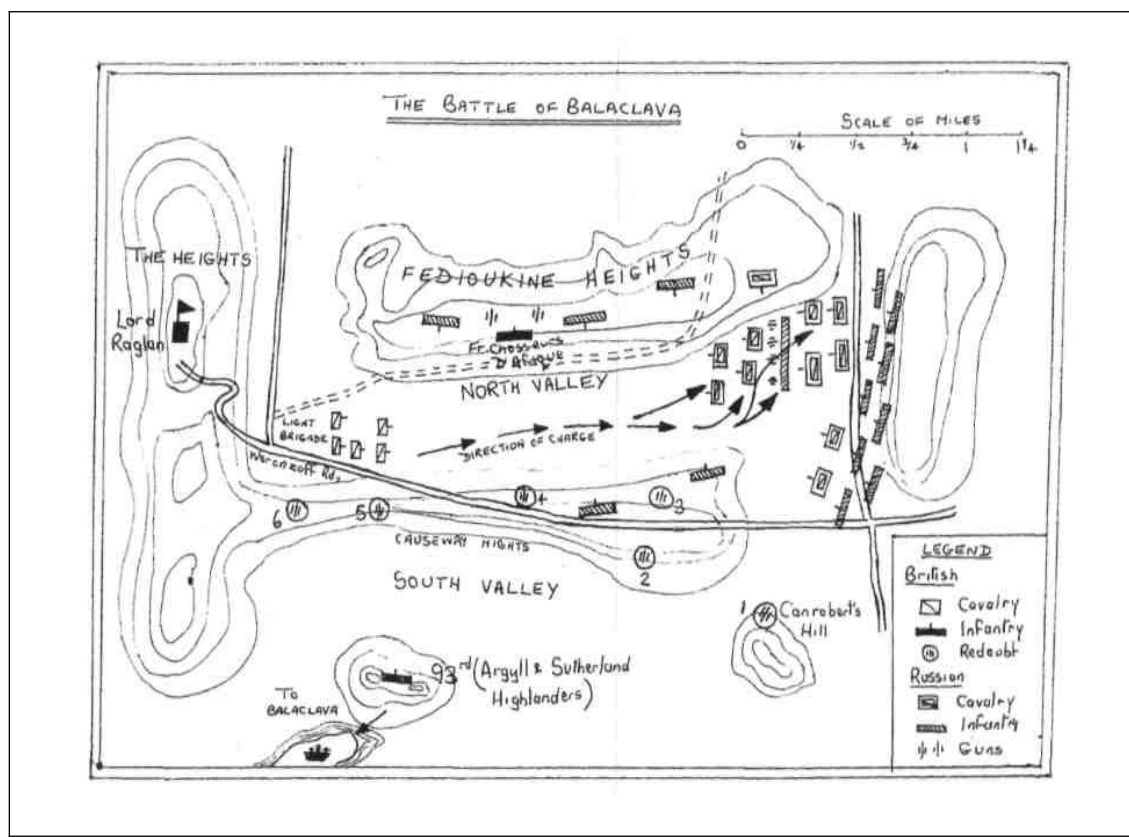 THE BATTLE OF BALACLAVA
SCALE OF MILES
0 1/4 1/2 3/4 1 1 1/4
THE HEIGHTS
Lord
Raglan
FEDIOUKINE HEIGHTS
Fr. Chasseurs
D'Afrique
NORTH VALLEY
LIGHT
BRIGADE
DIRECTION OF CHARGE
Woronzoff Rd,
6
5
4
3
CAUSEWAY HIGHTS
2
SOUTH VALLEY
1 Canrobert's
Hill
93rd (Argyll & Sutherland
Highlanders)
TO
BALACLAVA
LEGEND
British
Cavalry
Infantry
Redoubt
Russian
Cavalry
Infantry
Guns